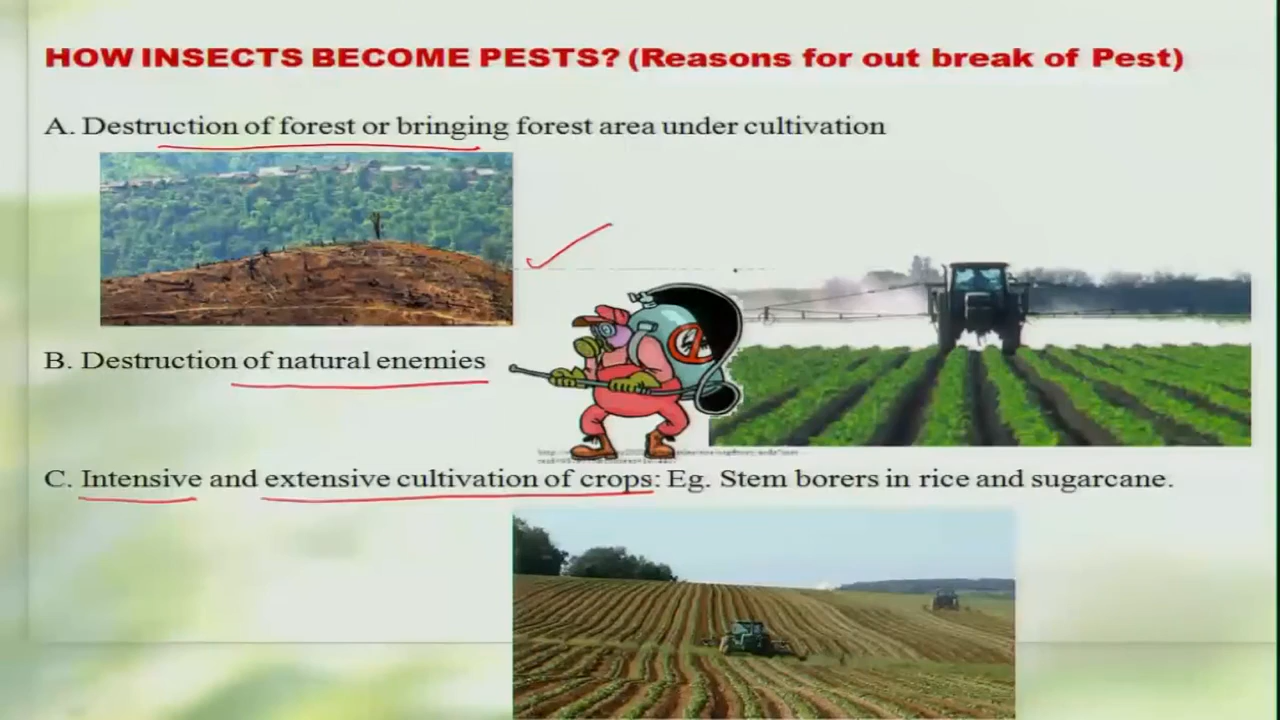 HOW INSECTS BECOME PESTS? (Reasons for out break of Pest)
A. Destruction of forest or bringing forest area under cultivation
B. Destruction of natural enemies
C. Intensive and extensive cultivation of crops: Eg. Stem borers in rice and sugarcane.